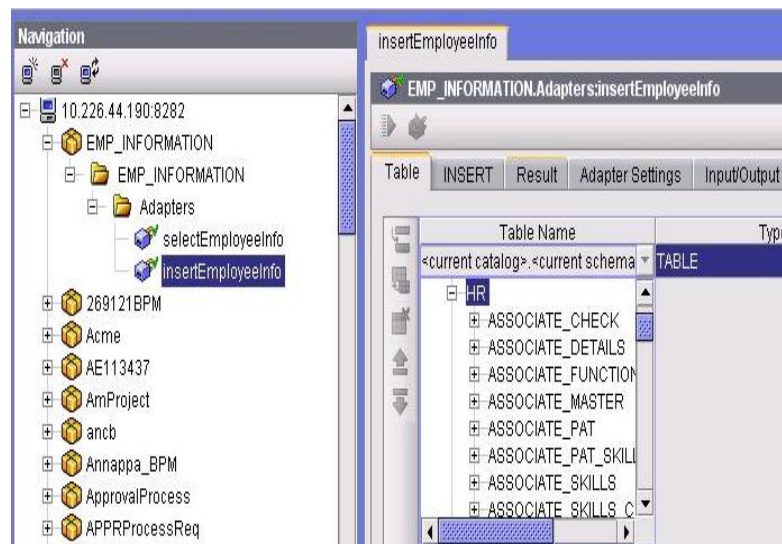 Navigation
10.226.44.190:8282
EMP_INFORMATION
EMP_INFORMATION
Adapters
selectEmployeeInfo
insertEmployeeInfo
269121BPM
Acme
AE113437
AmProject
ancb
Annappa_BPM
ApprovalProcess
APPRProcessReq
insertEmployeeInfo
EMP_INFORMATION.Adapters:insertEmployeeInfo
Table INSERT Result Adapter Settings Input/Output
Table Name Type
<current catalog>.<current schema TABLE
HR
ASSOCIATE_CHECK
ASSOCIATE_DETAILS
ASSOCIATE_FUNCTION
ASSOCIATE_MASTER
ASSOCIATE_PAT
ASSOCIATE_PAT_SKILL
ASSOCIATE_SKILLS
ASSOCIATE_SKILLS_C